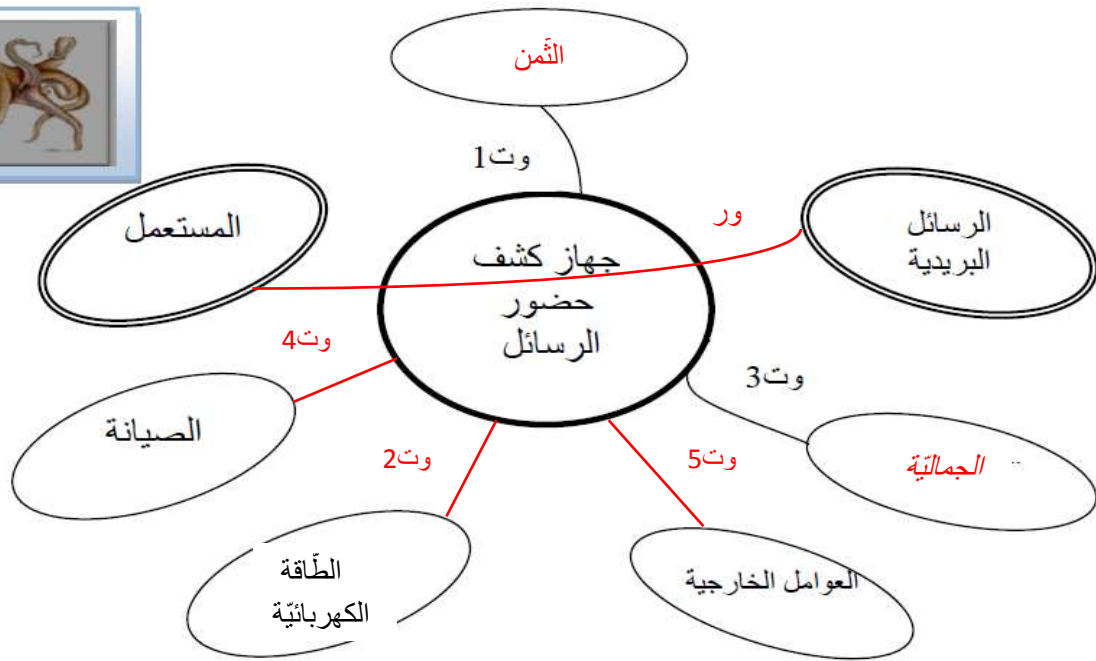 الثَمن
وت1
المستعمل
ور
الرسائل
البريدية
جهاز كشف
حضور
الرسائل
وت4
وت3
الصيانة
وت2
وت5
الجماليّة
الطّاقة
الكهربائيّة
العوامل الخارجية